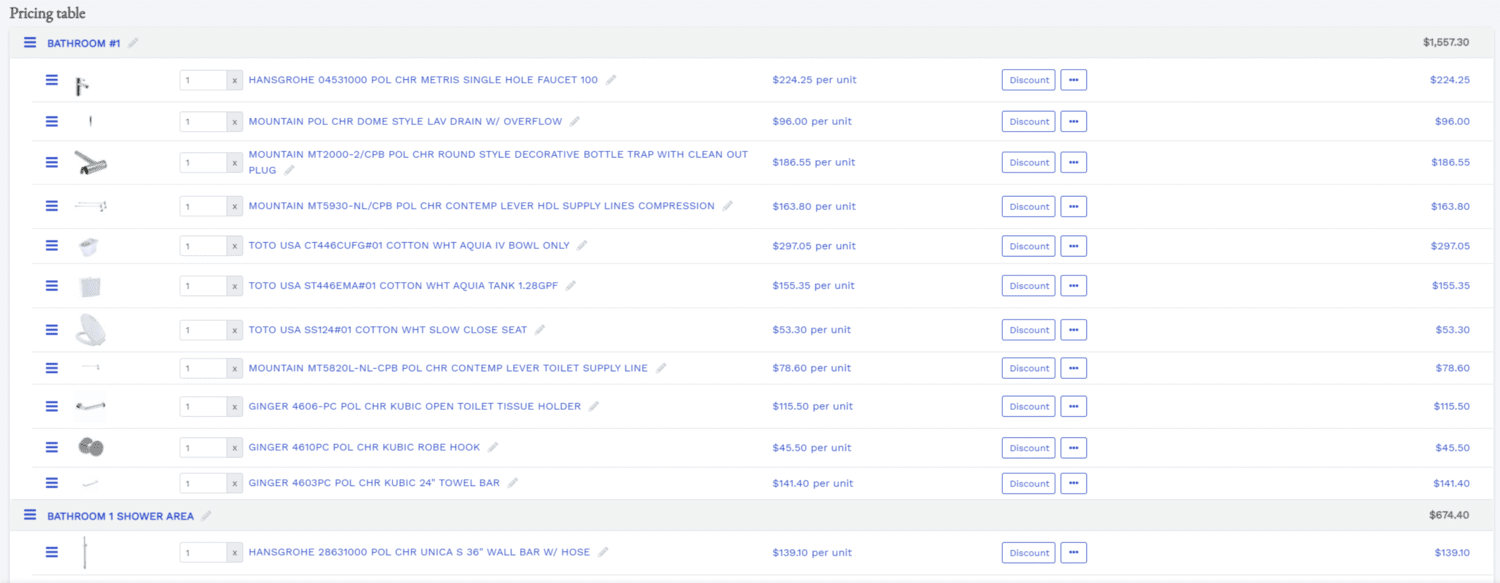 Pricing table
BATHROOM #1 $1,557.30
1 x HANSGROHE 04531000 POL CHR METRIS SINGLE HOLE FAUCET 100 $224.25 per unit Discount ••• $224.25
1 x MOUNTAIN POL CHR DOME STYLE LAV DRAIN W/ OVERFLOW $96.00 per unit Discount ••• $96.00
1 x MOUNTAIN MT2000-2/CPB POL CHR ROUND STYLE DECORATIVE BOTTLE TRAP WITH CLEAN OUT $186.55 per unit Discount ••• $186.55
PLUG
1 x MOUNTAIN MT5930-NL/CPB POL CHR CONTEMP LEVER HDL SUPPLY LINES COMPRESSION $163.80 per unit Discount ••• $163.80
1 x TOTO USA CT446CUFG#01 COTTON WHT AQUIA IV BOWL ONLY $297.05 per unit Discount ••• $297.05
1 x TOTO USA ST446EMA#01 COTTON WHT AQUIA TANK 1.28GPF $155.35 per unit Discount ••• $155.35
1 x TOTO USA SS124#01 COTTON WHT SLOW CLOSE SEAT $53.30 per unit Discount ••• $53.30
1 x MOUNTAIN MT5820L-NL-CPB POL CHR CONTEMP LEVER TOILET SUPPLY LINE $78.60 per unit Discount ••• $78.60
1 x GINGER 4606-PC POL CHR KUBIC OPEN TOILET TISSUE HOLDER $115.50 per unit Discount ••• $115.50
1 x GINGER 4610PC POL CHR KUBIC ROBE HOOK $45.50 per unit Discount ••• $45.50
1 x GINGER 4603PC POL CHR KUBIC 24" TOWEL BAR $141.40 per unit Discount ••• $141.40
BATHROOM 1 SHOWER AREA $674.40
1 x HANSGROHE 28631000 POL CHR UNICA S 36" WALL BAR W/ HOSE $139.10 per unit Discount ••• $139.10